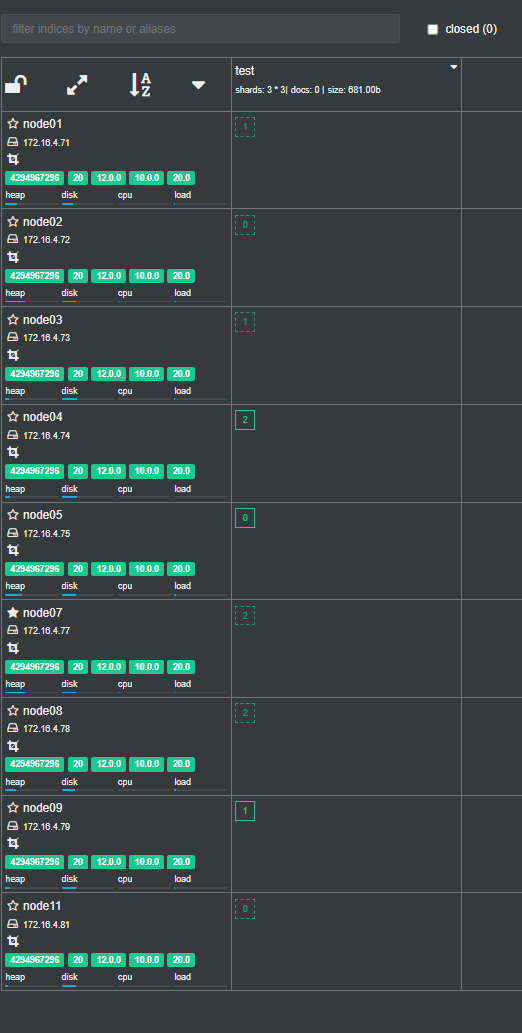 filter indices by name or aliases
closed (0)
A
Z
test
shards: 3 * 3| docs: 0 | size: 681.00b
node01
1
172.16.4.71
4294967296 20 12.0.0 10.0.0 20.0
heap disk cpu load
node02
0
172.16.4.72
4294967296 20 12.0.0 10.0.0 20.0
heap disk cpu load
node03
1
172.16.4.73
4294967296 20 12.0.0 10.0.0 20.0
heap disk cpu load
node04
2
172.16.4.74
4294967296 20 12.0.0 10.0.0 20.0
heap disk cpu load
node05
0
172.16.4.75
4294967296 20 12.0.0 10.0.0 20.0
heap disk cpu load
node07
2
172.16.4.77
4294967296 20 12.0.0 10.0.0 20.0
heap disk cpu load
node08
2
172.16.4.78
4294967296 20 12.0.0 10.0.0 20.0
heap disk cpu load
node09
1
172.16.4.79
4294967296 20 12.0.0 10.0.0 20.0
heap disk cpu load
node11
0
172.16.4.81
4294967296 20 12.0.0 10.0.0 20.0
heap disk cpu load